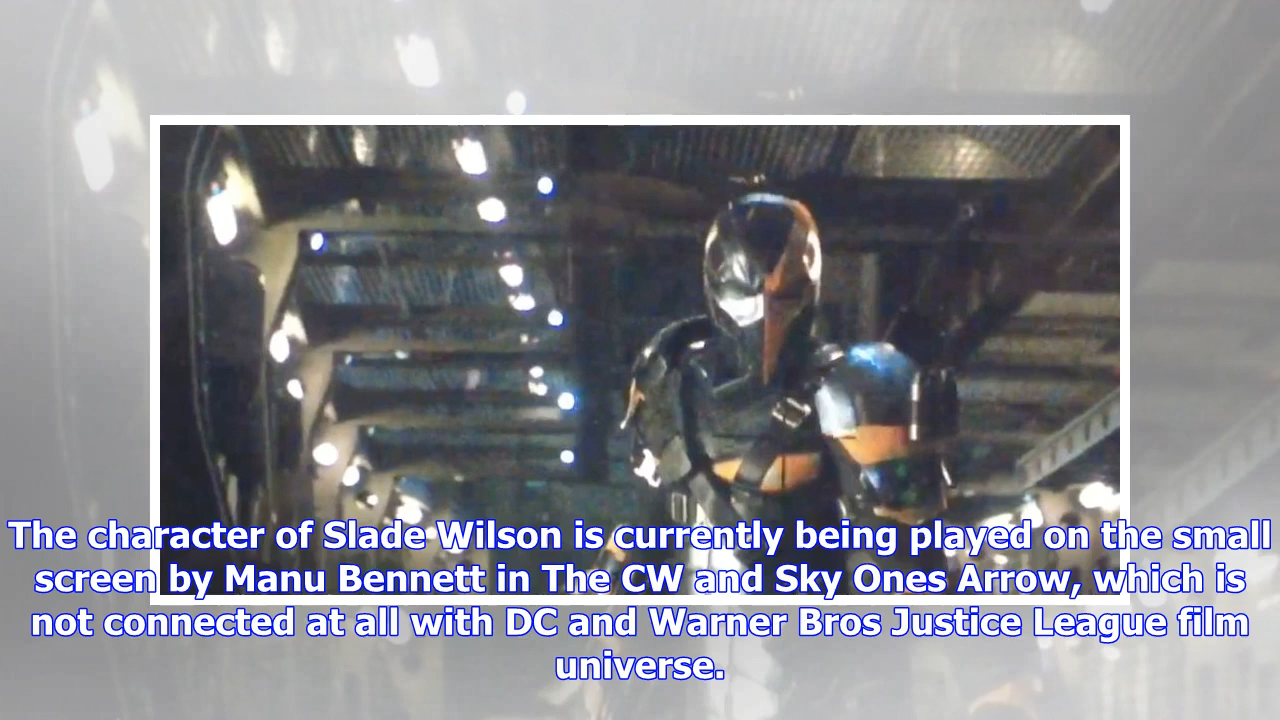 The character of Slade Wilson is currently being played on the small
screen by Manu Bennett in The CW and Sky Ones Arrow, which is
not connected at all with DC and Warner Bros Justice League film
universe.